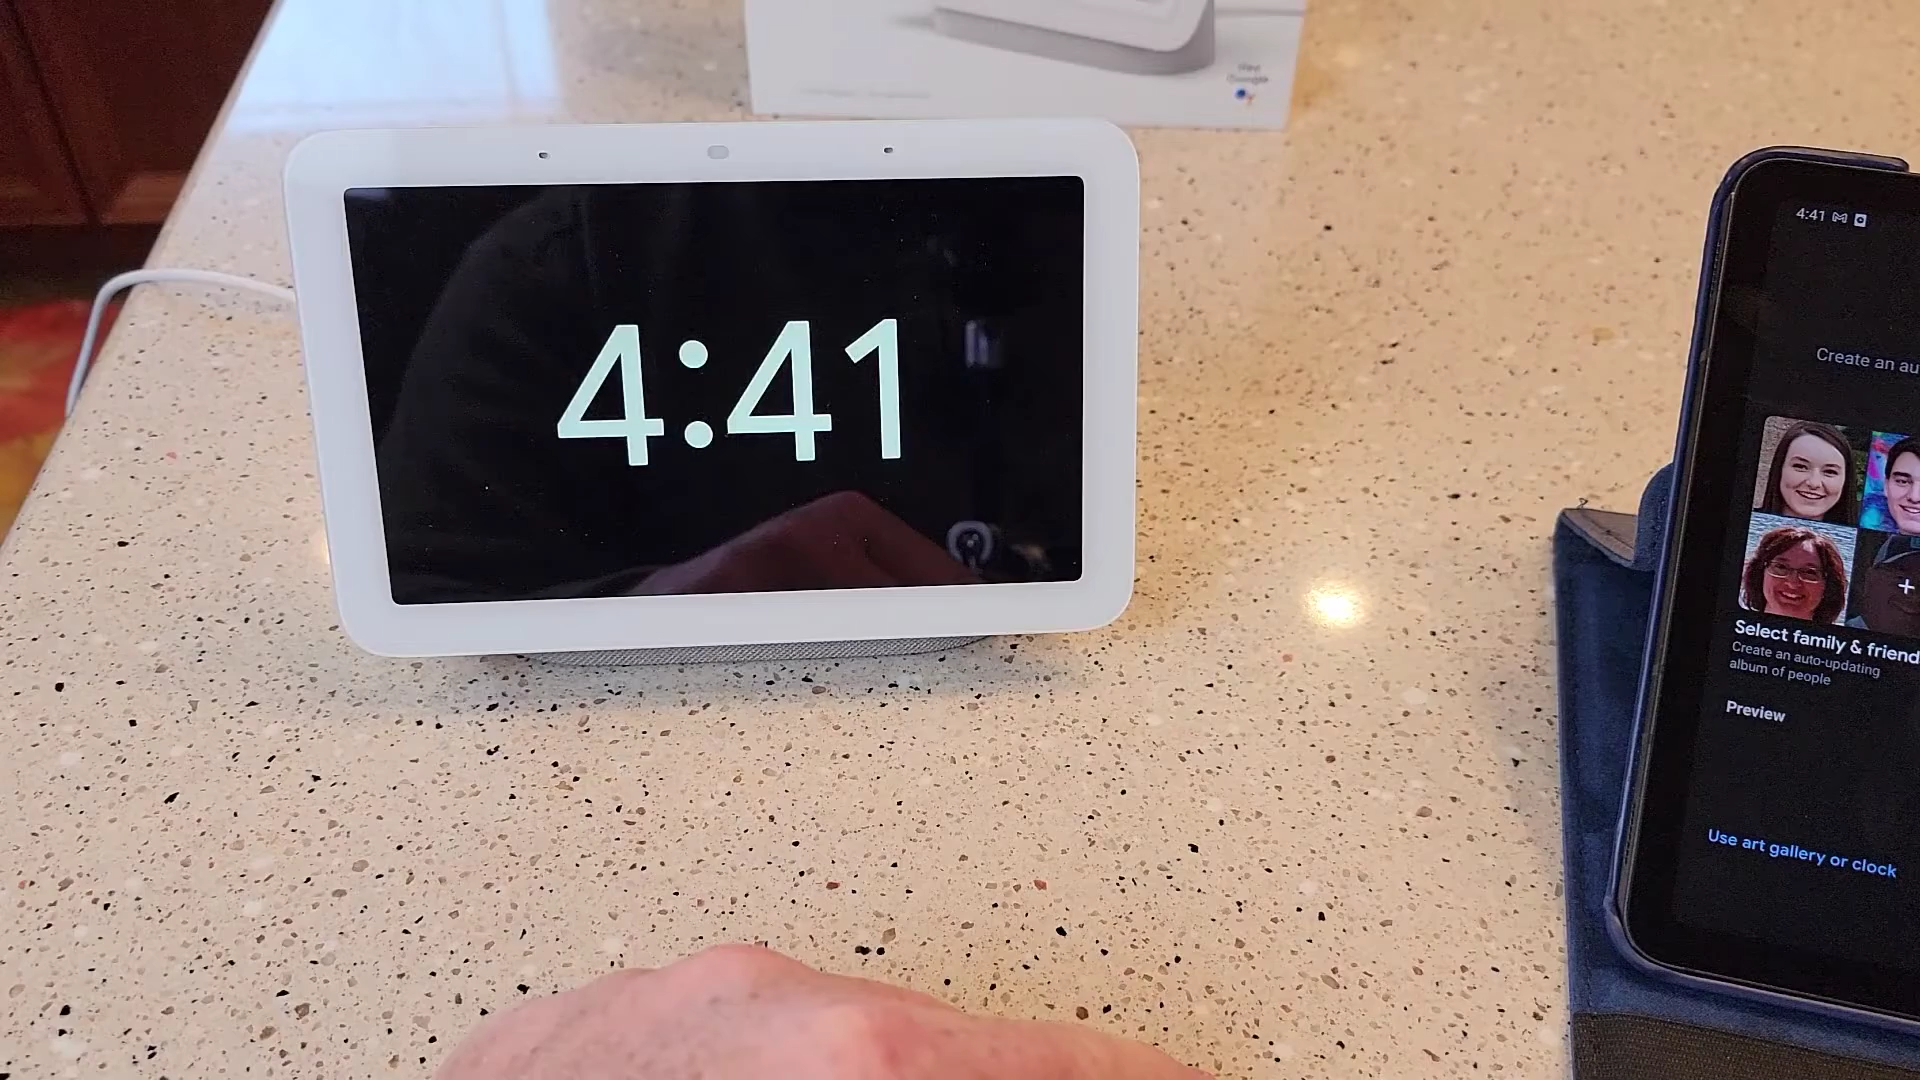 Google
4:41
4:41
Create an au
Select family & friend
Create an auto-updating
album of people
Preview
Use art gallery or clock